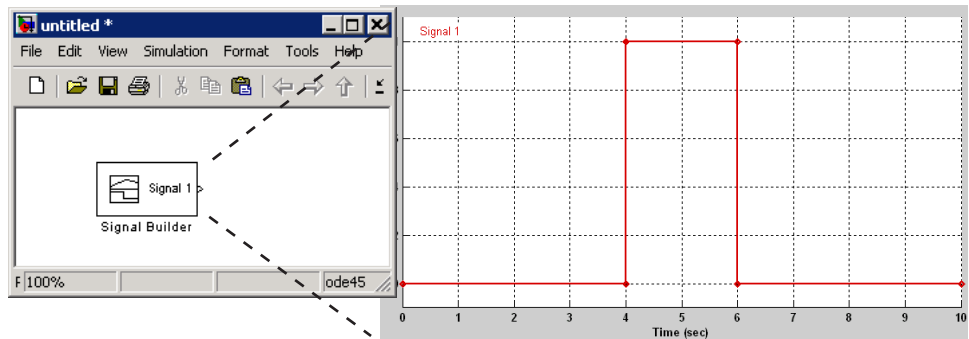 untitled *
File Edit View Simulation Format Tools Help
Signal 1
Signal Builder
F 100% ode45
Signal 1
0 1 2 3 4 5 6 7 8 9 10
Time (sec)